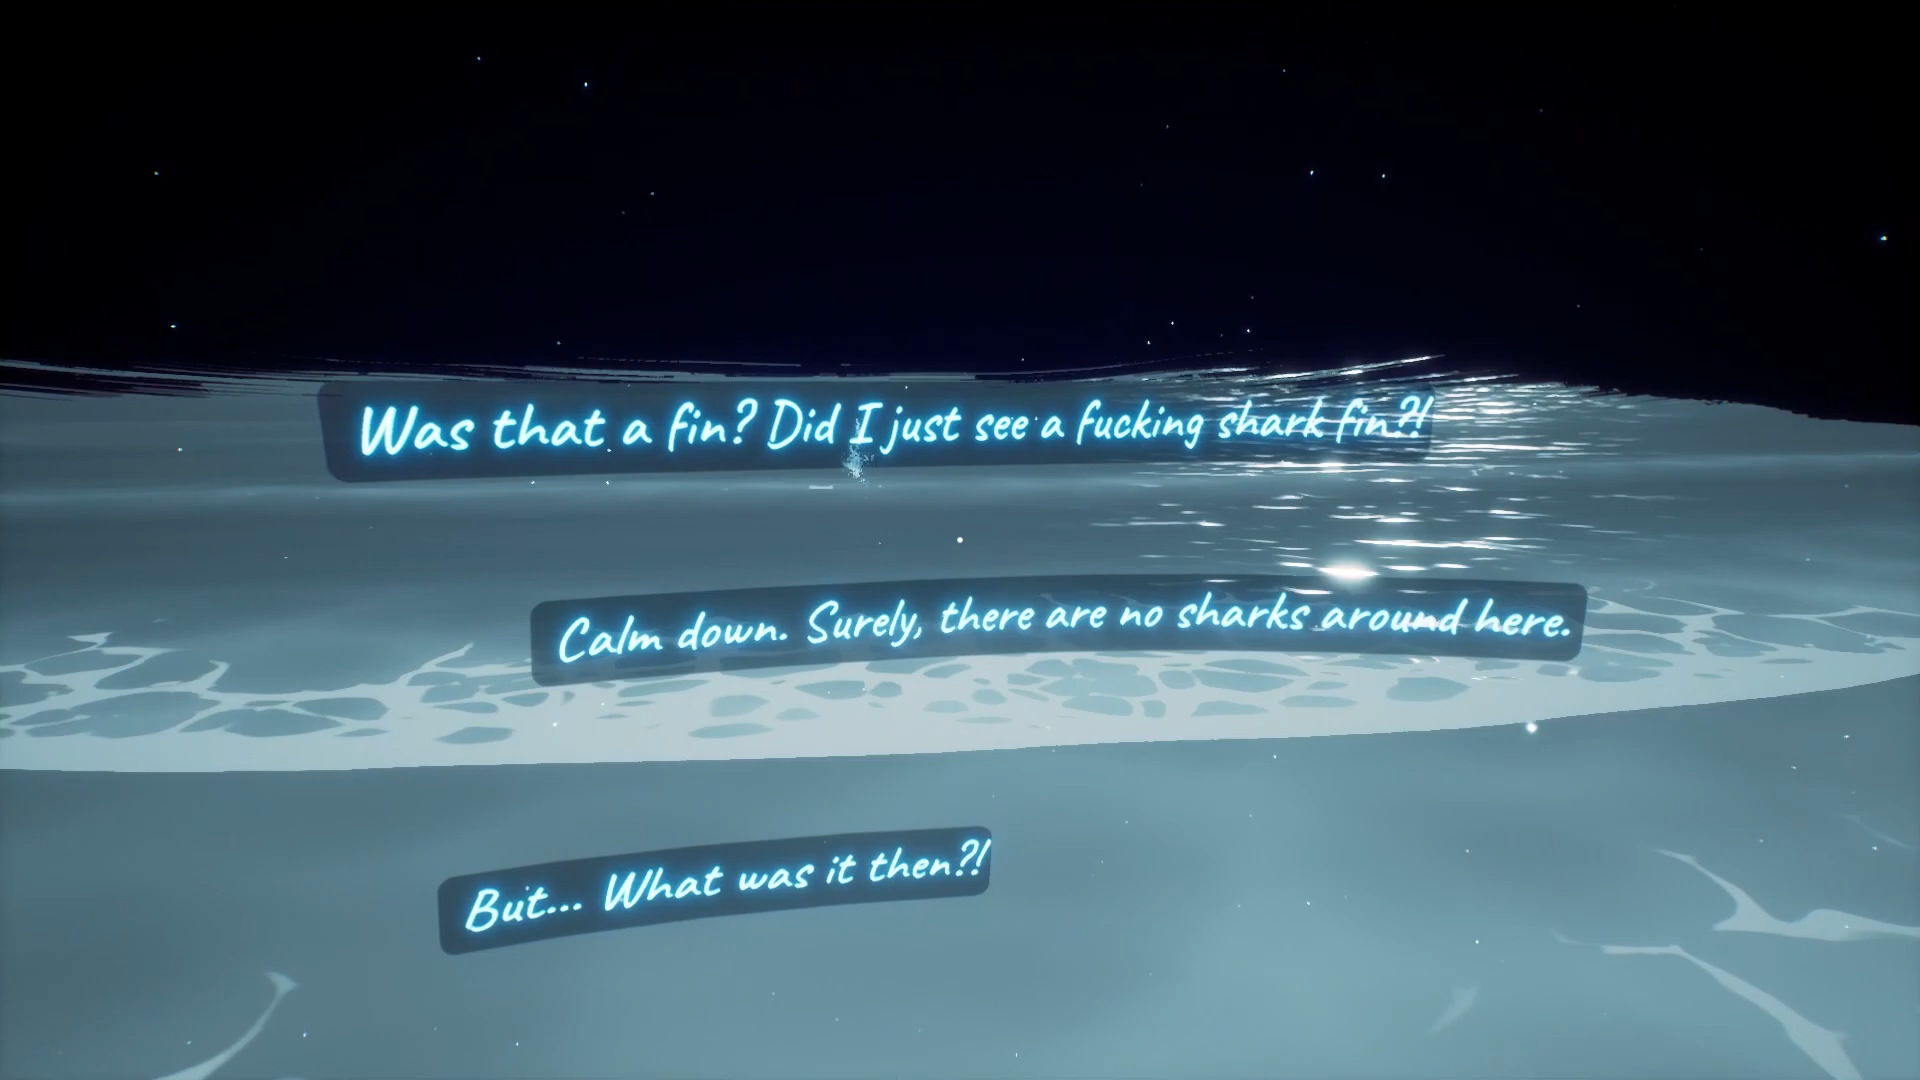 Was that a fin? Did I just see a fucking shark fin?!
Calm down. Surely, there are no sharks around here.
But... What was it then?!